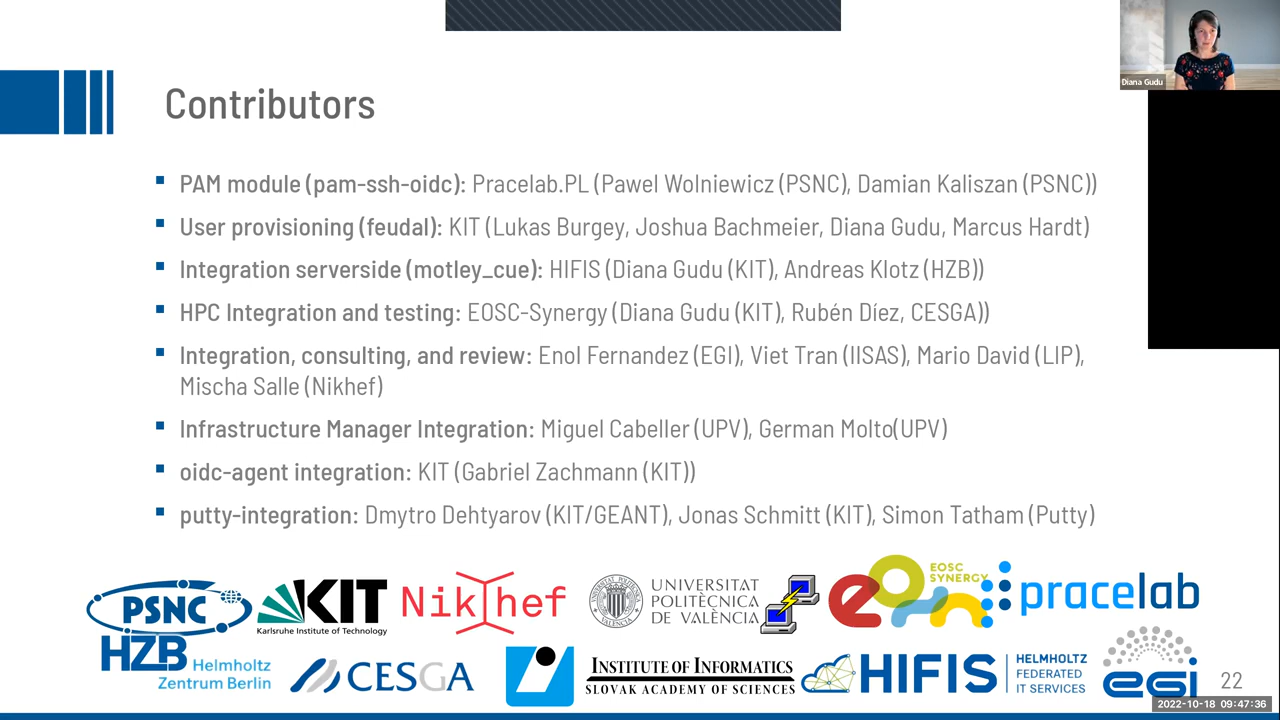 Diana Gudu
Contributors
PAM module (pam-ssh-oidc): Pracelab.PL (Pawel Wolniewicz (PSNC), Damian Kaliszan (PSNC))
User provisioning (feudal): KIT (Lukas Burgey, Joshua Bachmeier, Diana Gudu, Marcus Hardt)
Integration serverside (motley_cue): HIFIS (Diana Gudu (KIT), Andreas Klotz (HZB))
HPC Integration and testing: EOSC-Synergy (Diana Gudu (KIT), Rubén Díez, CESGA))
Integration, consulting, and review: Enol Fernandez (EGI), Viet Tran (IISAS), Mario David (LIP),
Mischa Salle (Nikhef)
Infrastructure Manager Integration: Miguel Cabeller (UPV), German Molto(UPV)
oidc-agent integration: KIT (Gabriel Zachmann (KIT))
putty-integration: Dmytro Dehtyarov (KIT/GEANT), Jonas Schmitt (KIT), Simon Tatham (Putty)
PSNC
KIT
Karlsruhe Institute of Technology
Nikhef
UNIVERSITAT
POLITÈCNICA
DE VALÈNCIA
EOSC
SYNERGY
pracelab
HZB Helmholtz
Zentrum Berlin
CESGA
INSTITUTE OF INFORMATICS
SLOVAK ACADEMY OF SCIENCES
HIFIS
HELMHOLTZ
FEDERATED
IT SERVICES
egi
22
2022-10-18 09:47:36